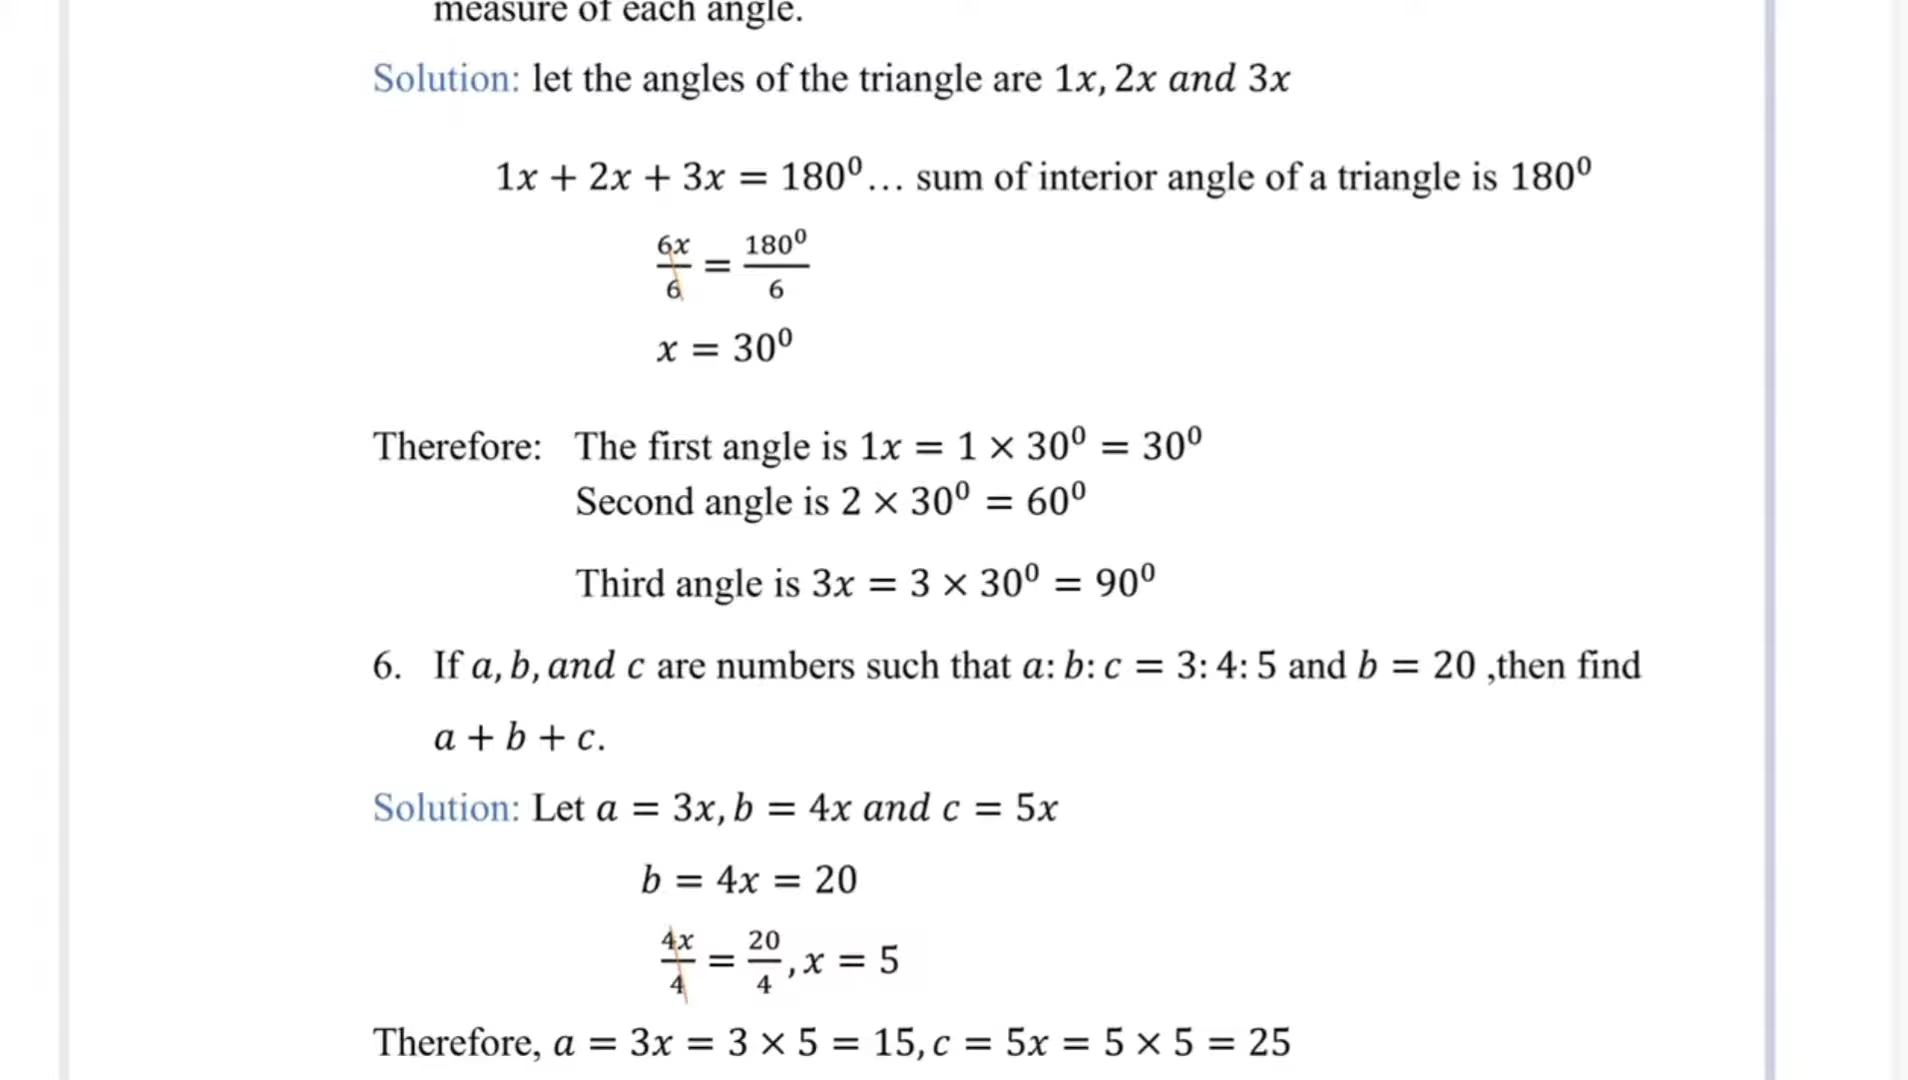 measure of each angle.
Solution: let the angles of the triangle are 1x, 2x and 3x
1x + 2x + 3x = 180⁰… sum of interior angle of a triangle is 180⁰
6x/6 = 180⁰/6
x = 30⁰
Therefore: The first angle is 1x = 1 × 30⁰ = 30⁰
Second angle is 2 × 30⁰ = 60⁰
Third angle is 3x = 3 × 30⁰ = 90⁰
6. If a, b, and c are numbers such that a: b: c = 3: 4: 5 and b = 20 ,then find
a + b + c.
Solution: Let a = 3x, b = 4x and c = 5x
b = 4x = 20
4x/4 = 20/4, x = 5
Therefore, a = 3x = 3 × 5 = 15, c = 5x = 5 × 5 = 25